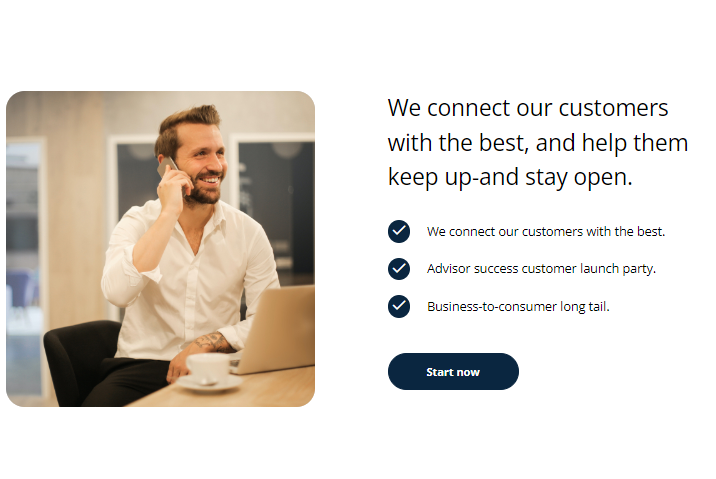 We connect our customers
with the best, and help them
keep up-and stay open.
We connect our customers with the best.
Advisor success customer launch party.
Business-to-consumer long tail.
Start now